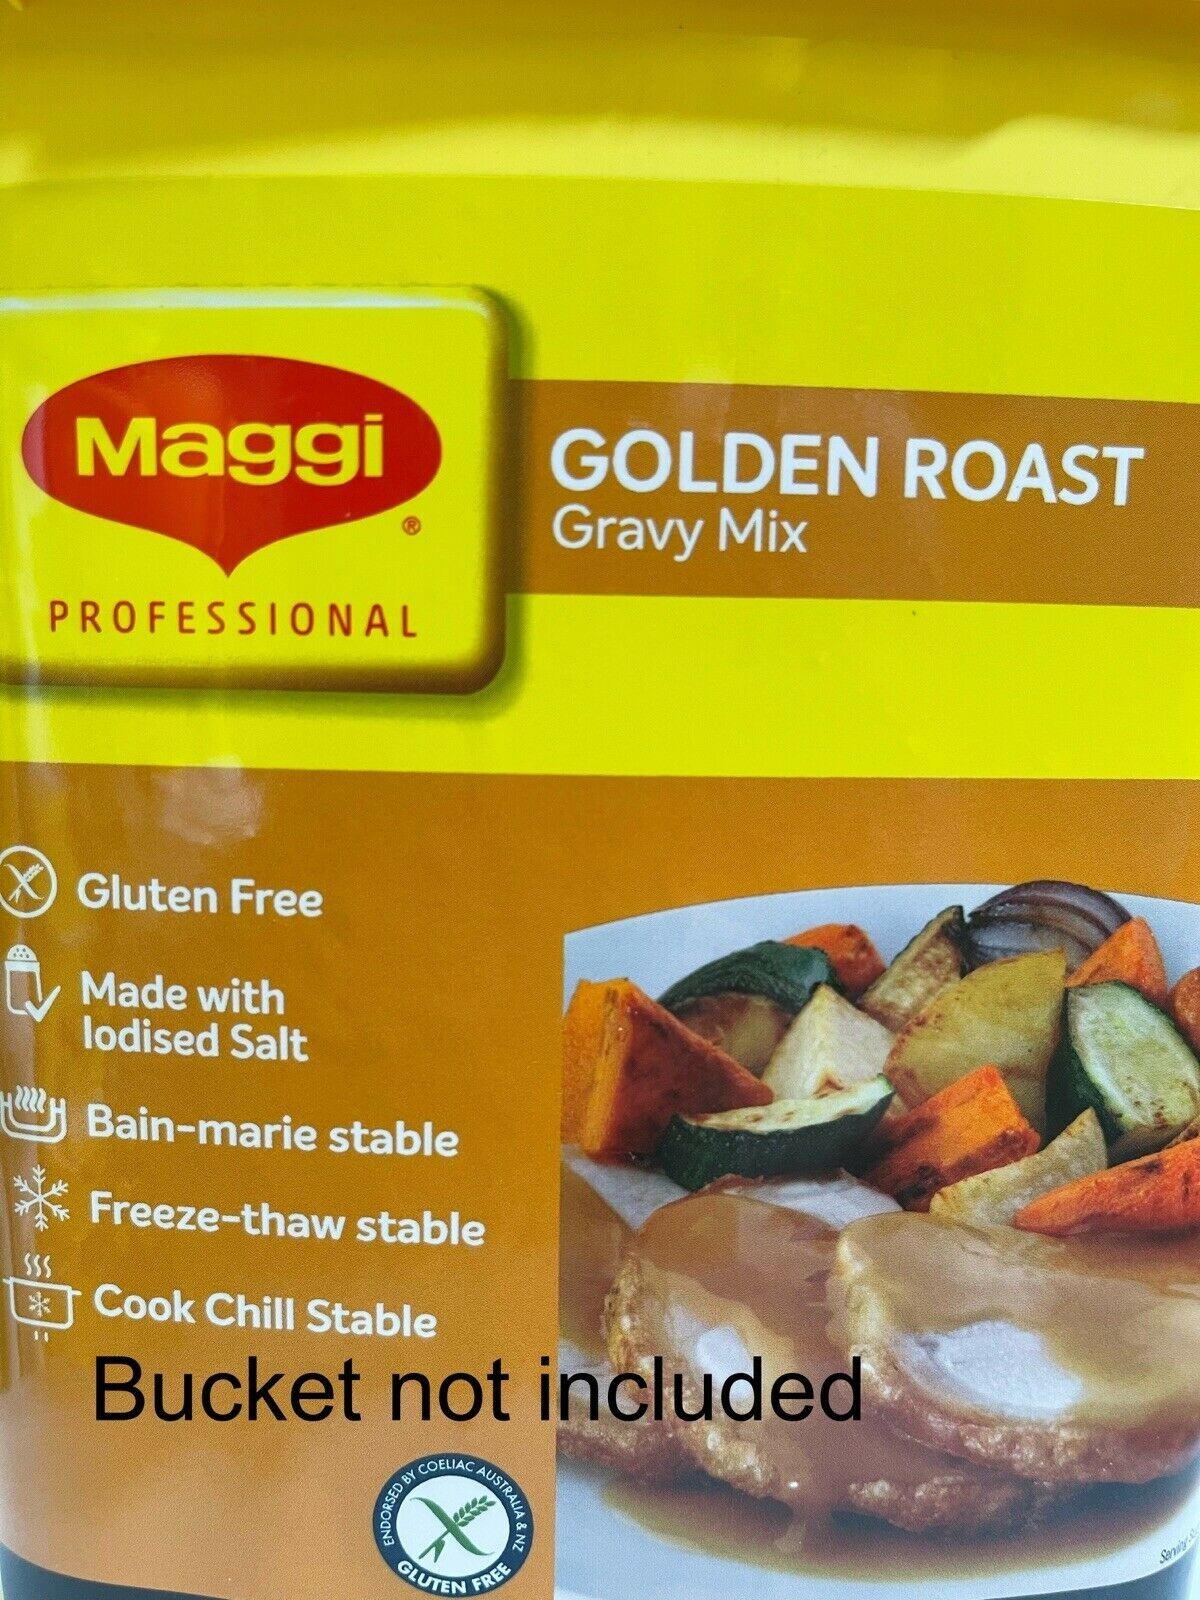 Maggi
®
PROFESSIONAL
GOLDEN ROAST
Gravy Mix
Gluten Free
Made with
Iodised Salt
Bain-marie stable
Freeze-thaw stable
Cook Chill Stable
Bucket not included
ENDORSED BY COELIAC AUSTRALIA & NZ
GLUTEN FREE